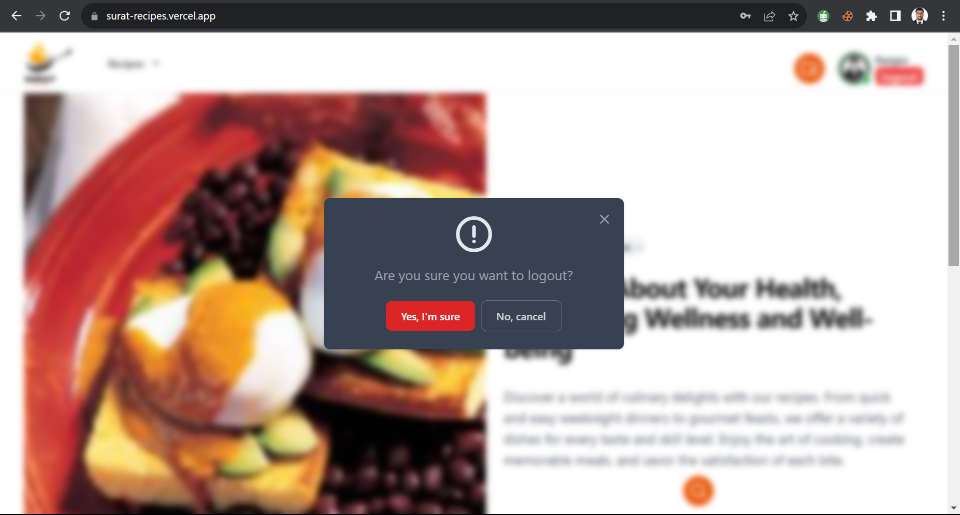 surat-recipes.vercel.app
Recipes
Are you sure you want to logout?
Yes, I'm sure
No, cancel
About Your Health,
Wellness and Well-
being
Discover a world of culinary delights with our recipes. From quick
and easy weeknight dinners to gourmet feasts, we offer a variety of
dishes for every taste and skill level. Enjoy the art of cooking, create
memorable meals, and savor the satisfaction of each bite.